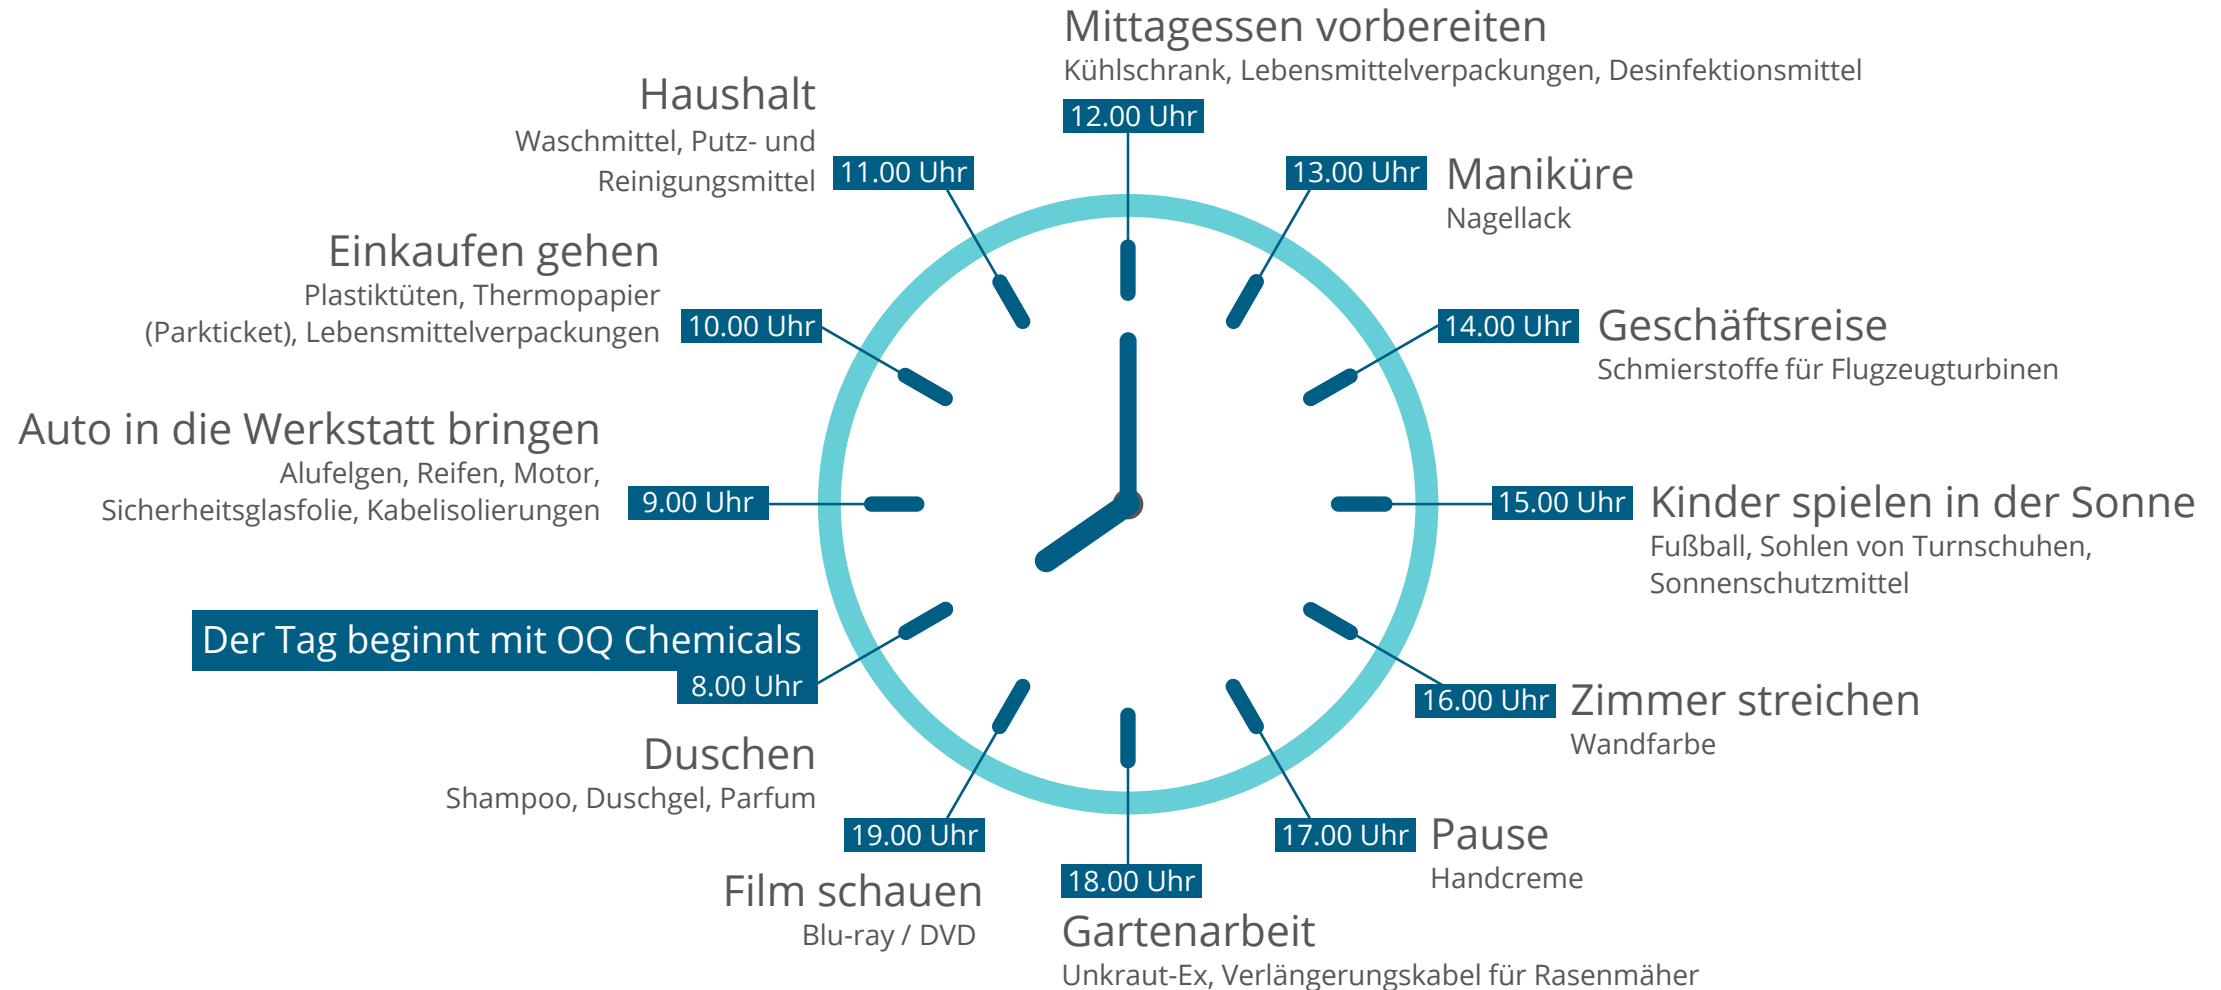 Der Tag beginnt mit OQ Chemicals
8.00 Uhr
Duschen
Shampoo, Duschgel, Parfum
9.00 Uhr
Auto in die Werkstatt bringen
Alufelgen, Reifen, Motor,
Sicherheitsglasfolie, Kabelisolierungen
10.00 Uhr
Einkaufen gehen
Plastiktüten, Thermopapier
(Parkticket), Lebensmittelverpackungen
11.00 Uhr
Haushalt
Waschmittel, Putz- und
Reinigungsmittel
Mittagessen vorbereiten
Kühlschrank, Lebensmittelverpackungen, Desinfektionsmittel
12.00 Uhr
13.00 Uhr
Maniküre
Nagellack
14.00 Uhr
Geschäftsreise
Schmierstoffe für Flugzeugturbinen
15.00 Uhr
Kinder spielen in der Sonne
Fußball, Sohlen von Turnschuhen,
Sonnenschutzmittel
16.00 Uhr
Zimmer streichen
Wandfarbe
17.00 Uhr
Pause
Handcreme
18.00 Uhr
Gartenarbeit
Unkraut-Ex, Verlängerungskabel für Rasenmäher
19.00 Uhr
Film schauen
Blu-ray / DVD